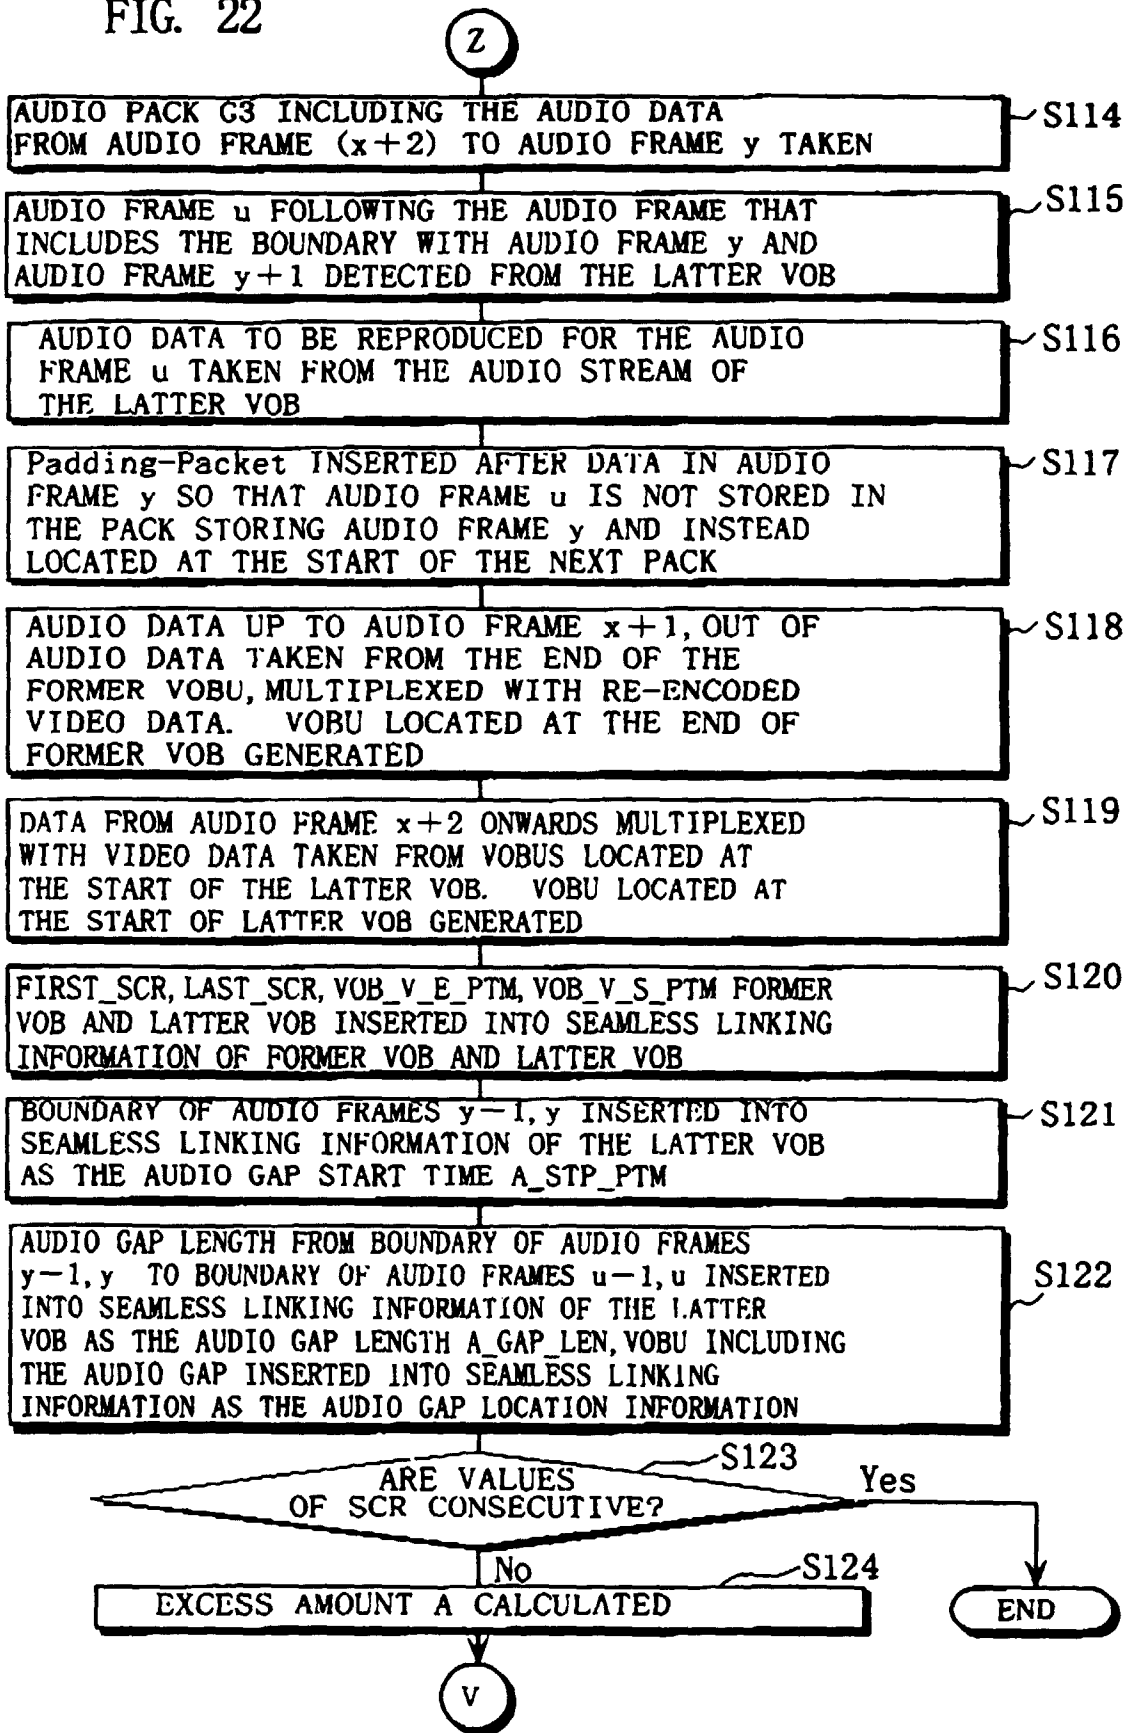 FIG. 22
Z
AUDIO PACK G3 INCLUDING THE AUDIO DATA
FROM AUDIO FRAME (x+2) TO AUDIO FRAME y TAKEN
S114
AUDIO FRAME u FOLLOWING THE AUDIO FRAME THAT
INCLUDES THE BOUNDARY WITH AUDIO FRAME y AND
AUDIO FRAME y+1 DETECTED FROM THE LATTER VOB
S115
AUDIO DATA TO BE REPRODUCED FOR THE AUDIO
FRAME u TAKEN FROM THE AUDIO STREAM OF
THE LATTER VOB
S116
Padding-Packet INSERTED AFTER DATA IN AUDIO
FRAME y SO THAT AUDIO FRAME u IS NOT STORED IN
THE PACK STORING AUDIO FRAME y AND INSTEAD
LOCATED AT THE START OF THE NEXT PACK
S117
AUDIO DATA UP TO AUDIO FRAME x+1, OUT OF
AUDIO DATA TAKEN FROM THE END OF THE
FORMER VOBU, MULTIPLEXED WITH RE-ENCODED
VIDEO DATA. VOBU LOCATED AT THE END OF
FORMER VOB GENERATED
S118
DATA FROM AUDIO FRAME x+2 ONWARDS MULTIPLEXED
WITH VIDEO DATA TAKEN FROM VOBUS LOCATED AT
THE START OF THE LATTER VOB. VOBU LOCATED AT
THE START OF LATTER VOB GENERATED
S119
FIRST_SCR, LAST_SCR, VOB_V_E_PTM, VOB_V_S_PTM FORMER
VOB AND LATTER VOB INSERTED INTO SEAMLESS LINKING
INFORMATION OF FORMER VOB AND LATTER VOB
S120
BOUNDARY OF AUDIO FRAMES y-1, y INSERTED INTO
SEAMLESS LINKING INFORMATION OF THE LATTER VOB
AS THE AUDIO GAP START TIME A_STP_PTM
S121
AUDIO GAP LENGTH FROM BOUNDARY OF AUDIO FRAMES
y-1, y TO BOUNDARY OF AUDIO FRAMES u-1, u INSERTED
INTO SEAMLESS LINKING INFORMATION OF THE LATTER
VOB AS THE AUDIO GAP LENGTH A_GAP_LEN, VOBU INCLUDING
THE AUDIO GAP INSERTED INTO SEAMLESS LINKING
INFORMATION AS THE AUDIO GAP LOCATION INFORMATION
S122
ARE VALUES
OF SCR CONSECUTIVE?
S123
Yes
No
EXCESS AMOUNT A CALCULATED
S124
END
V